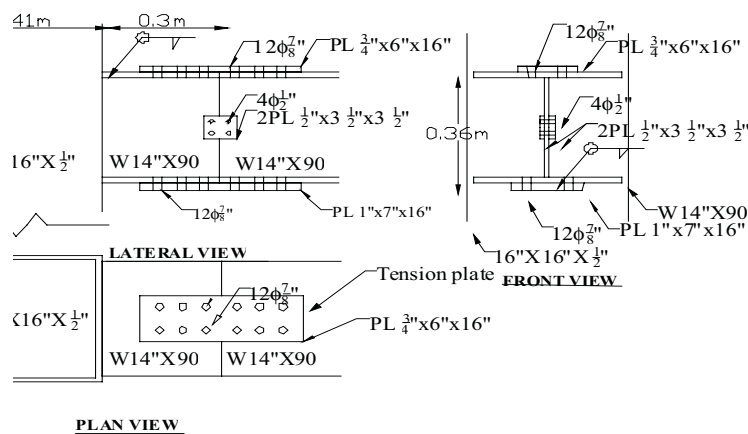 41m
0.3m
12ϕ7/8"
PL 3/4"x6"x16"
4ϕ1/2"
2PL 1/2"x3 1/2"x3 1/2"
16"X 1/2"
W14"X90 W14"X90
12ϕ7/8"
PL 1"x7"x16"
LATERAL VIEW
12ϕ7/8"
PL 3/4"x6"x16"
4ϕ1/2"
0.36m
2PL 1/2"x3 1/2"x3 1/2"
W14"X90
12ϕ7/8"
PL 1"x7"x16"
16"X16"X 1/2"
FRONT VIEW
Tension plate
12ϕ7/8"
X16"X 1/2"
PL 3/4"x6"x16"
W14"X90 W14"X90
PLAN VIEW